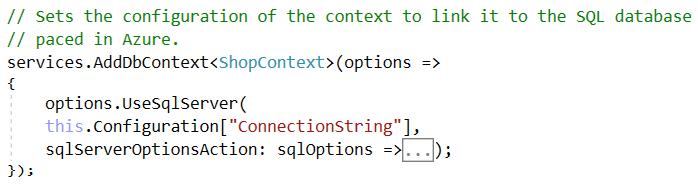 // Sets the configuration of the context to link it to the SQL database
// paced in Azure.
services.AddDbContext<ShopContext>(options =>
{
options.UseSqlServer(
this.Configuration["ConnectionString"],
sqlServerOptionsAction: sqlOptions =>...);
});